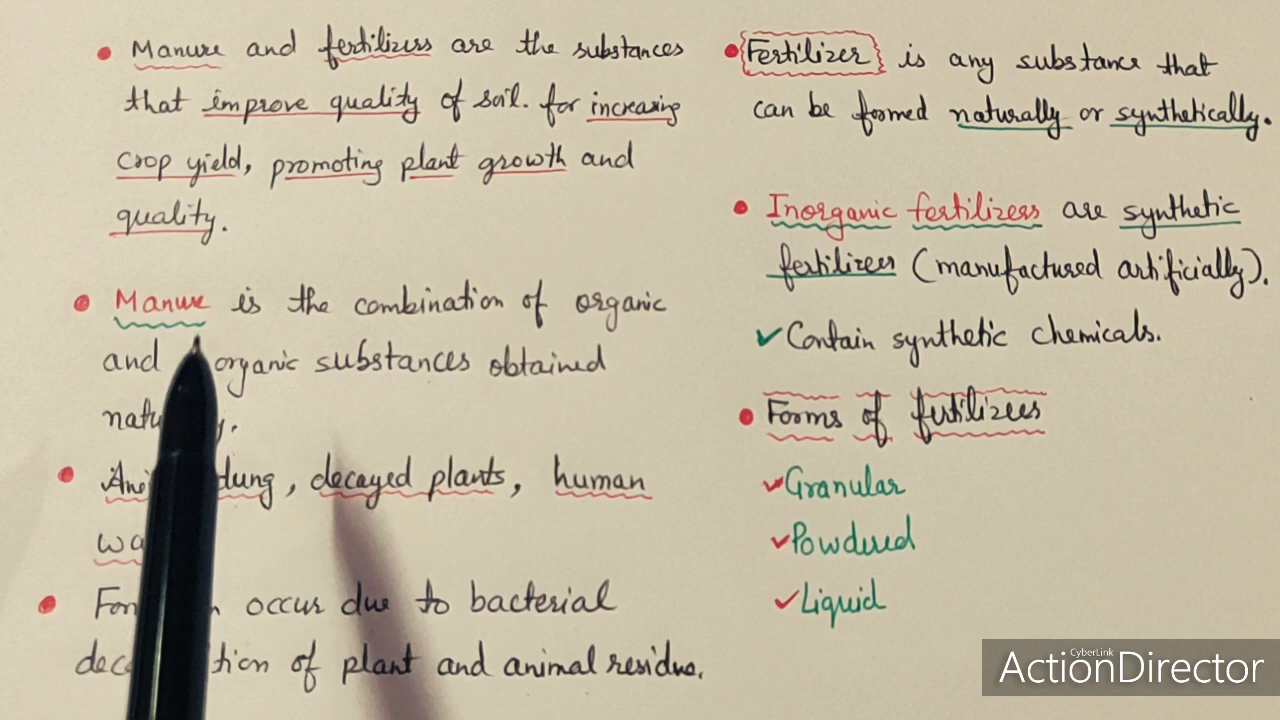 Manure and fertilizers are the substances
that improve quality of soil. for increasing
crop yield, promoting plant growth and
quality.
Manure is the combination of organic
and organic substances obtained
Dung, decayed plants, human
occur due to bacterial
of plant and animal residue.
Fertilizer is any substance that
can be formed naturally or synthetically.
Inorganic fertilizers are synthetic
fertilizers (manufactured artificially).
Contain synthetic chemicals.
Forms of fertilizers
Granular
Powdered
Liquid
CyberLink
ActionDirector